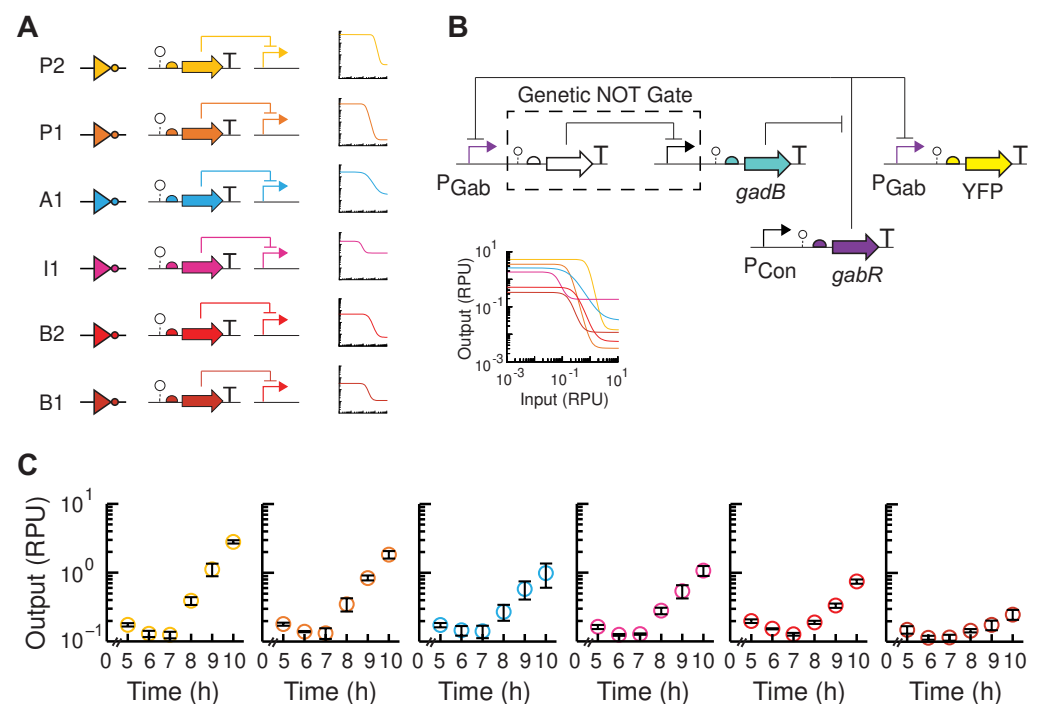 A
P2
P1
A1
I1
B2
B1
B
Genetic NOT Gate
PGab
gadB
PGab
YFP
PCon
gabR
Output (RPU)
10^1
10^-1
10^-3
10^-3 10^-1 10^1
Input (RPU)
C
Output (RPU)
10^1
10^0
10^-1
0 5 6 7 8 9 10
Time (h)
0 5 6 7 8 9 10
Time (h)
0 5 6 7 8 9 10
Time (h)
0 5 6 7 8 9 10
Time (h)
0 5 6 7 8 9 10
Time (h)
0 5 6 7 8 9 10
Time (h)